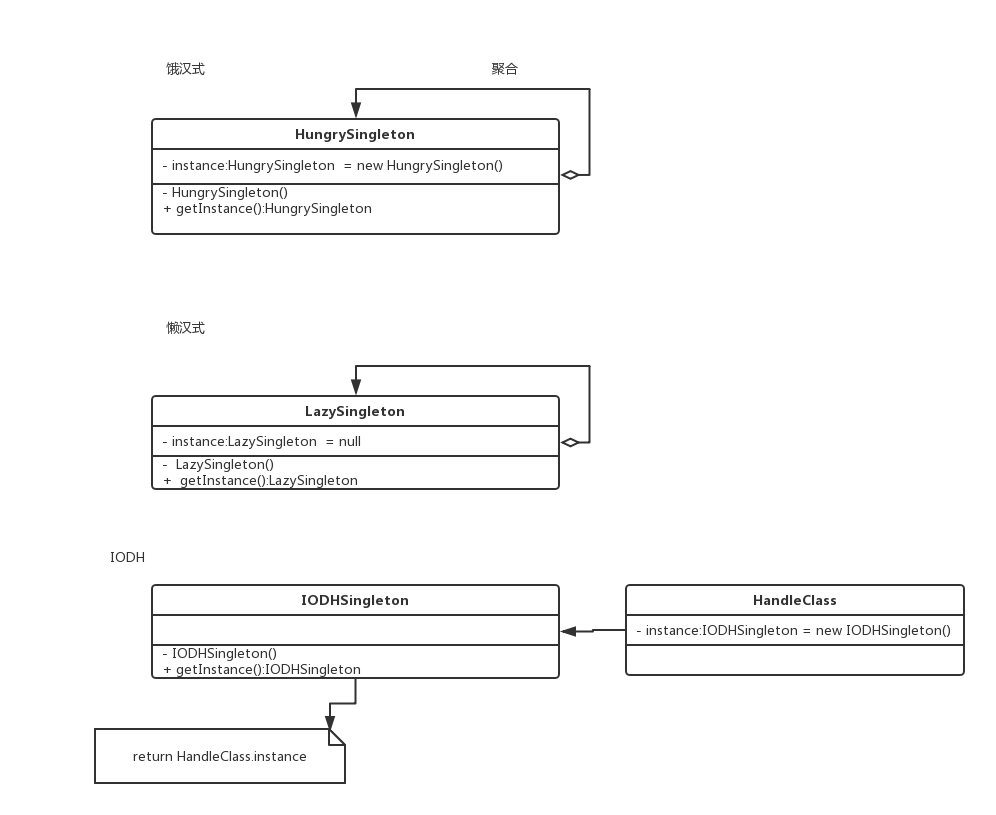 饿汉式
聚合
HungrySingleton
- instance:HungrySingleton = new HungrySingleton()
- HungrySingleton()
+ getInstance():HungrySingleton
懒汉式
LazySingleton
- instance:LazySingleton = null
- LazySingleton()
+ getInstance():LazySingleton
IODH
IODHSingleton
- IODHSingleton()
+ getInstance():IODHSingleton
HandleClass
- instance:IODHSingleton = new IODHSingleton()
return HandleClass.instance